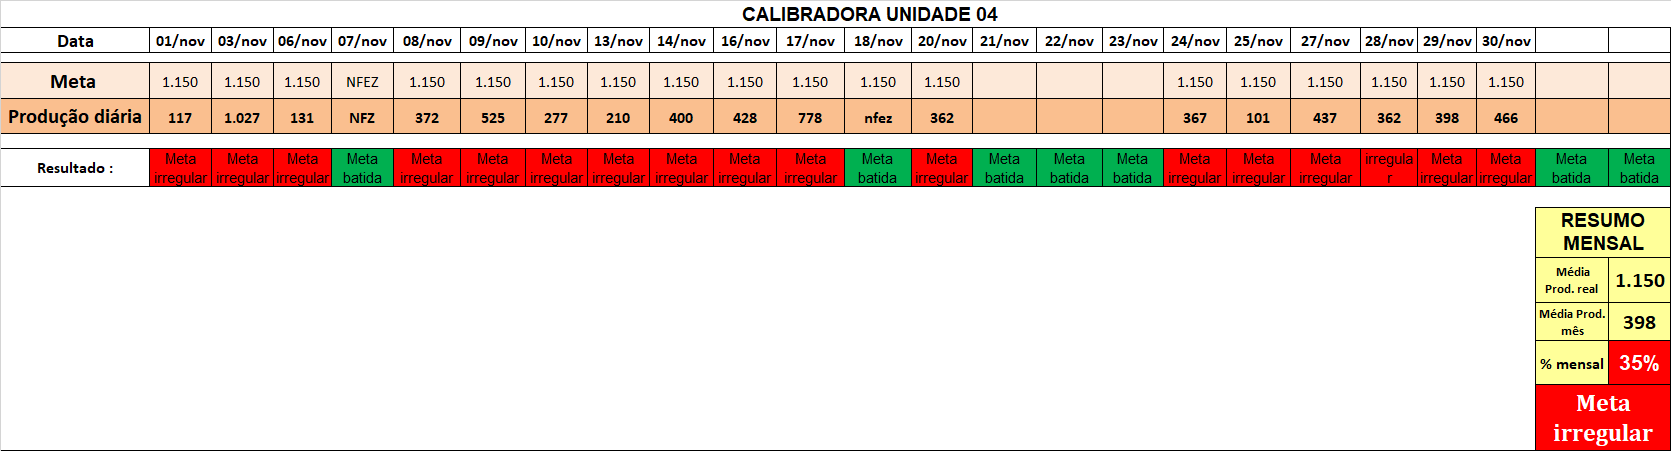 CALIBRADORA UNIDADE 04
Data 01/nov 03/nov 06/nov 07/nov 08/nov 09/nov 10/nov 13/nov 14/nov 16/nov 17/nov 18/nov 20/nov 21/nov 22/nov 23/nov 24/nov 25/nov 27/nov 28/nov 29/nov 30/nov
Meta 1.150 1.150 1.150 NFEZ 1.150 1.150 1.150 1.150 1.150 1.150 1.150 1.150 1.150 1.150 1.150 1.150 1.150 1.150 1.150
Produção diária 117 1.027 131 NFZ 372 525 277 210 400 428 778 nfez 362 367 101 437 362 398 466
Resultado : Meta irregular Meta irregular Meta irregular Meta batida Meta irregular Meta irregular Meta irregular Meta irregular Meta irregular Meta irregular Meta irregular Meta batida Meta irregular Meta batida Meta batida Meta batida Meta irregular Meta irregular Meta irregular irregular Meta irregular Meta irregular Meta batida Meta batida
RESUMO
MENSAL
Média
Prod. real 1.150
Média Prod.
mês 398
% mensal 35%
Meta
irregular